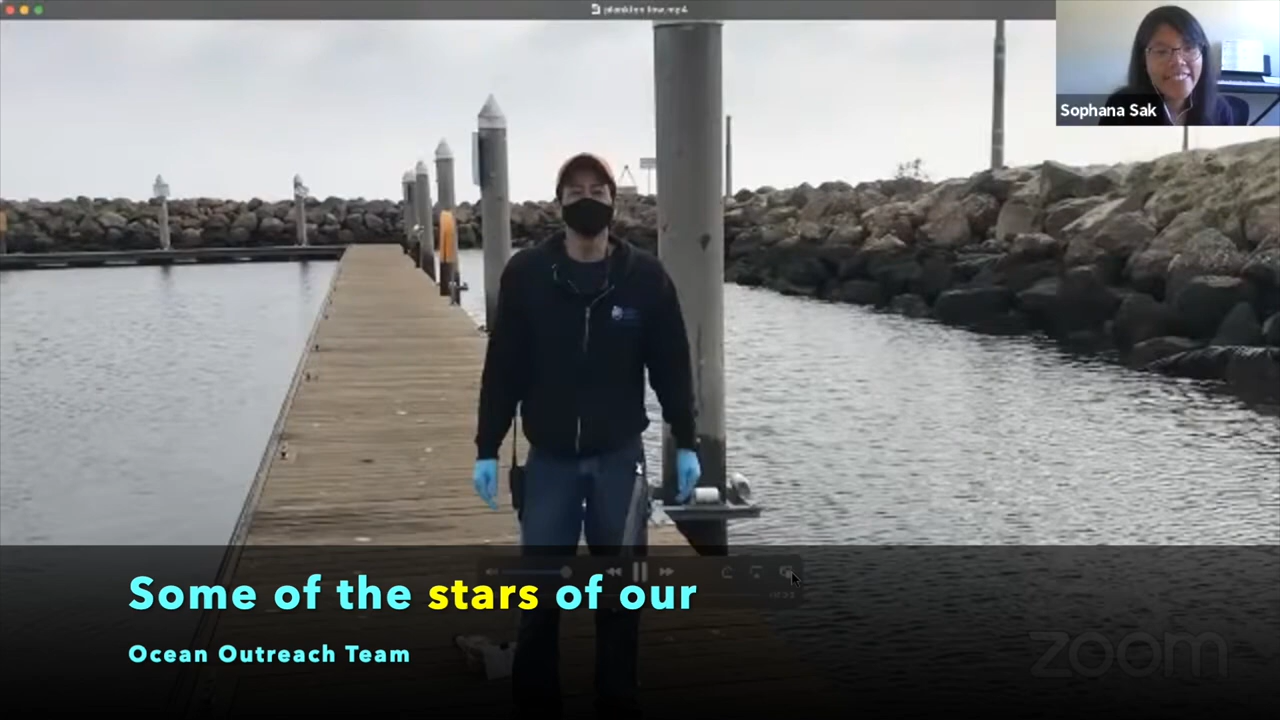 Sophana Sak
Some of the stars of our
Ocean Outreach Team
zoom